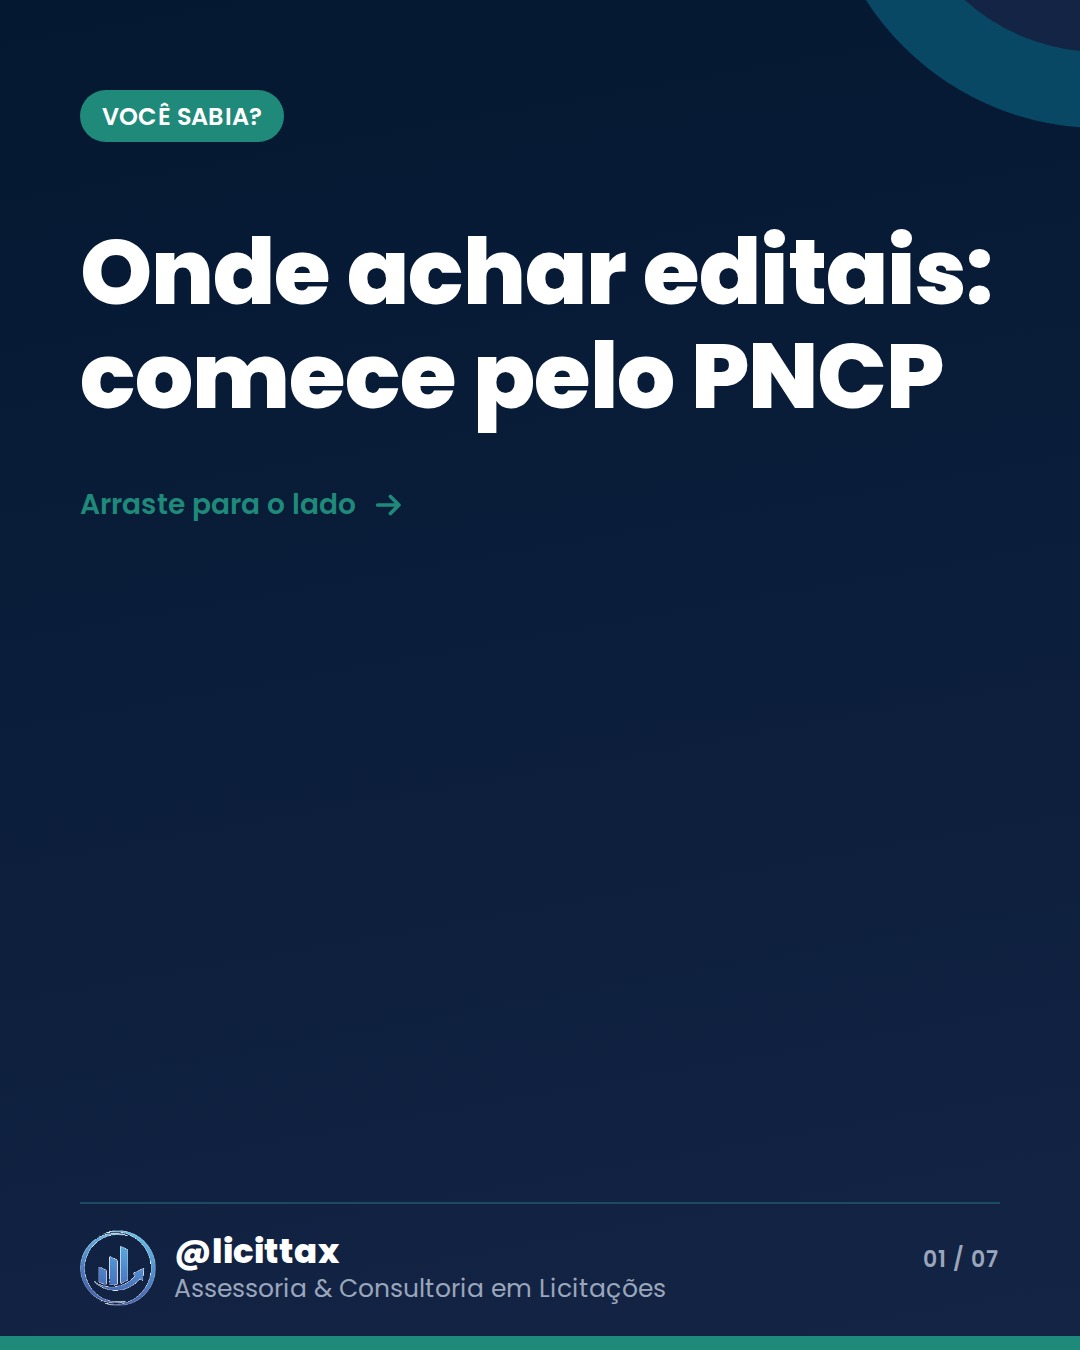 VOCÊ SABIA?
Onde achar editais:
comece pelo PNCP
Arraste para o lado →
@licittax
Assessoria & Consultoria em Licitações
01 / 07